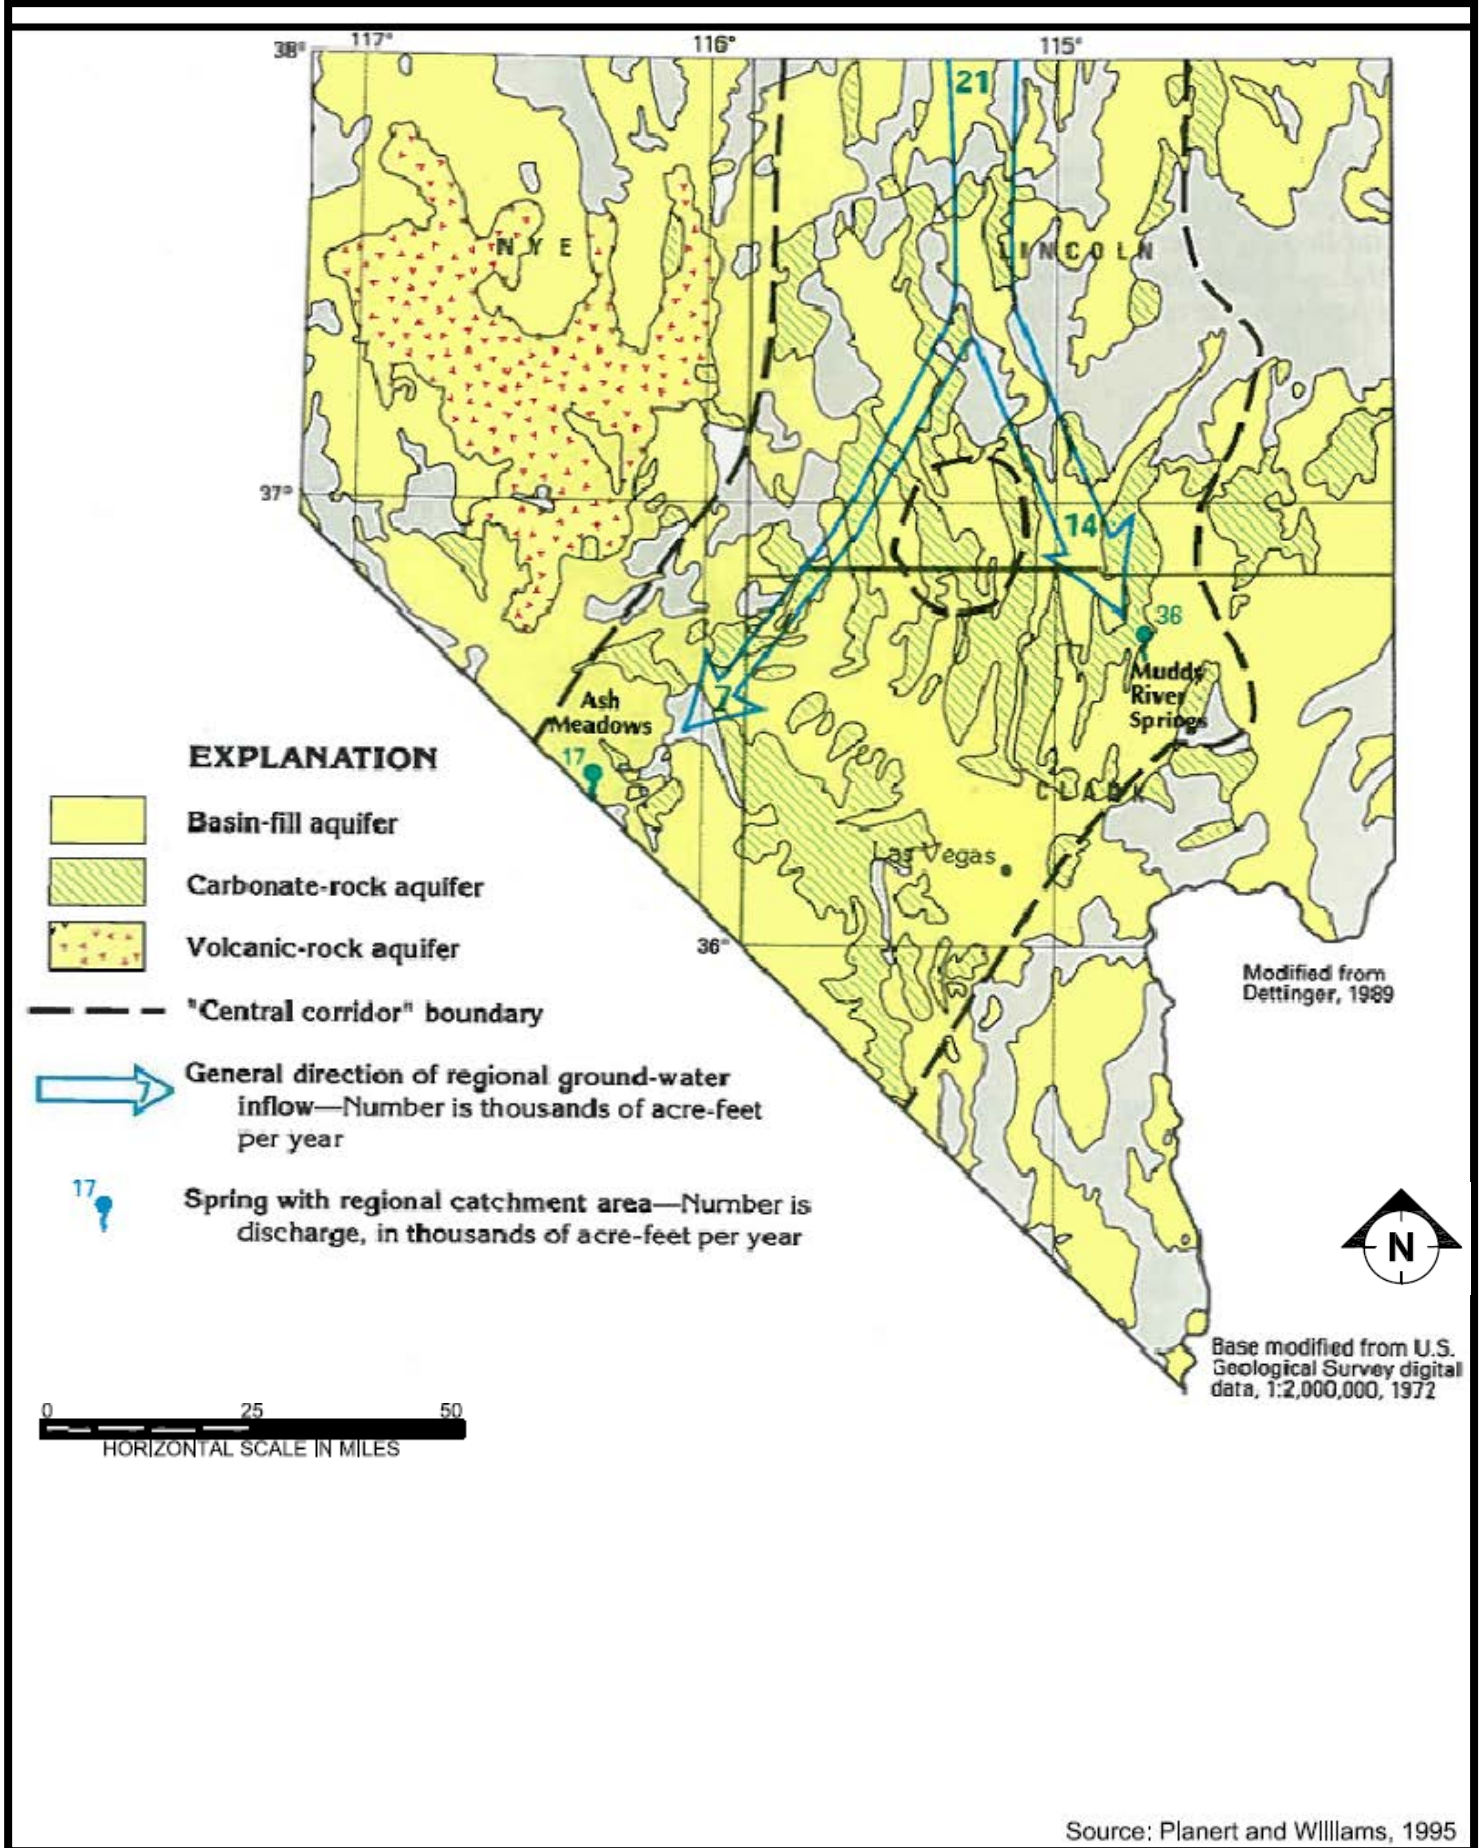 38° 117° 116° 115°
21
NYE
LINCOLN
37°
14
36
Muddy
River
Springs
7
Ash
Meadows
17
CLARK
Las Vegas
36°
EXPLANATION
Basin-fill aquifer
Carbonate-rock aquifer
Volcanic-rock aquifer
"Central corridor" boundary
7
General direction of regional ground-water
inflow—Number is thousands of acre-feet
per year
17
Spring with regional catchment area—Number is
discharge, in thousands of acre-feet per year
Modified from
Dettinger, 1989
N
Base modified from U.S.
Geological Survey digital
data, 1:2,000,000, 1972
0 25 50
HORIZONTAL SCALE IN MILES
Source: Planert and Williams, 1995